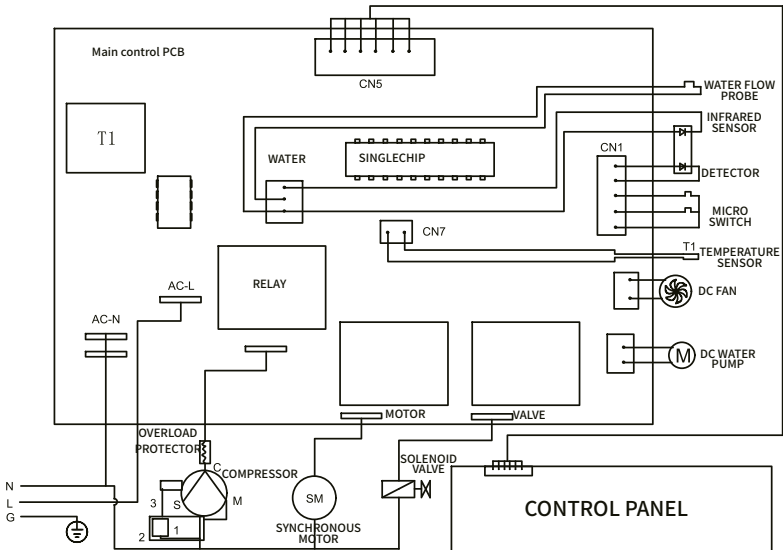 Main control PCB
CN5
WATER FLOW
PROBE
T1
INFRARED
SENSOR
WATER
SINGLECHIP
CN1
DETECTOR
MICRO
SWITCH
CN7
T1
TEMPERATURE
SENSOR
AC-L
RELAY
DC FAN
AC-N
M
DC WATER
PUMP
MOTOR
VALVE
OVERLOAD
PROTECTOR
SOLENOID
VALVE
C
COMPRESSOR
N
L
G
3
S
M
SM
2
1
SYNCHRONOUS
MOTOR
CONTROL PANEL